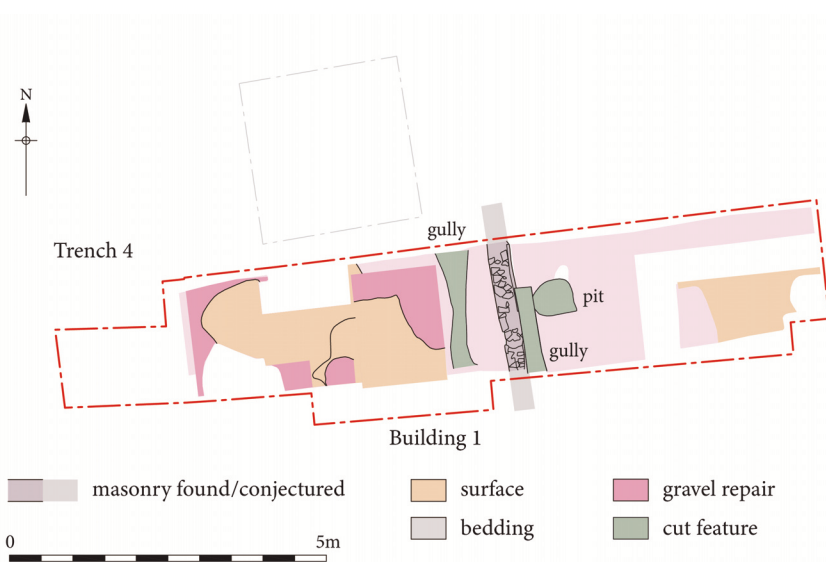 N
Trench 4
gully
pit
gully
Building 1
masonry found/conjectured
surface
gravel repair
bedding
cut feature
0
5m